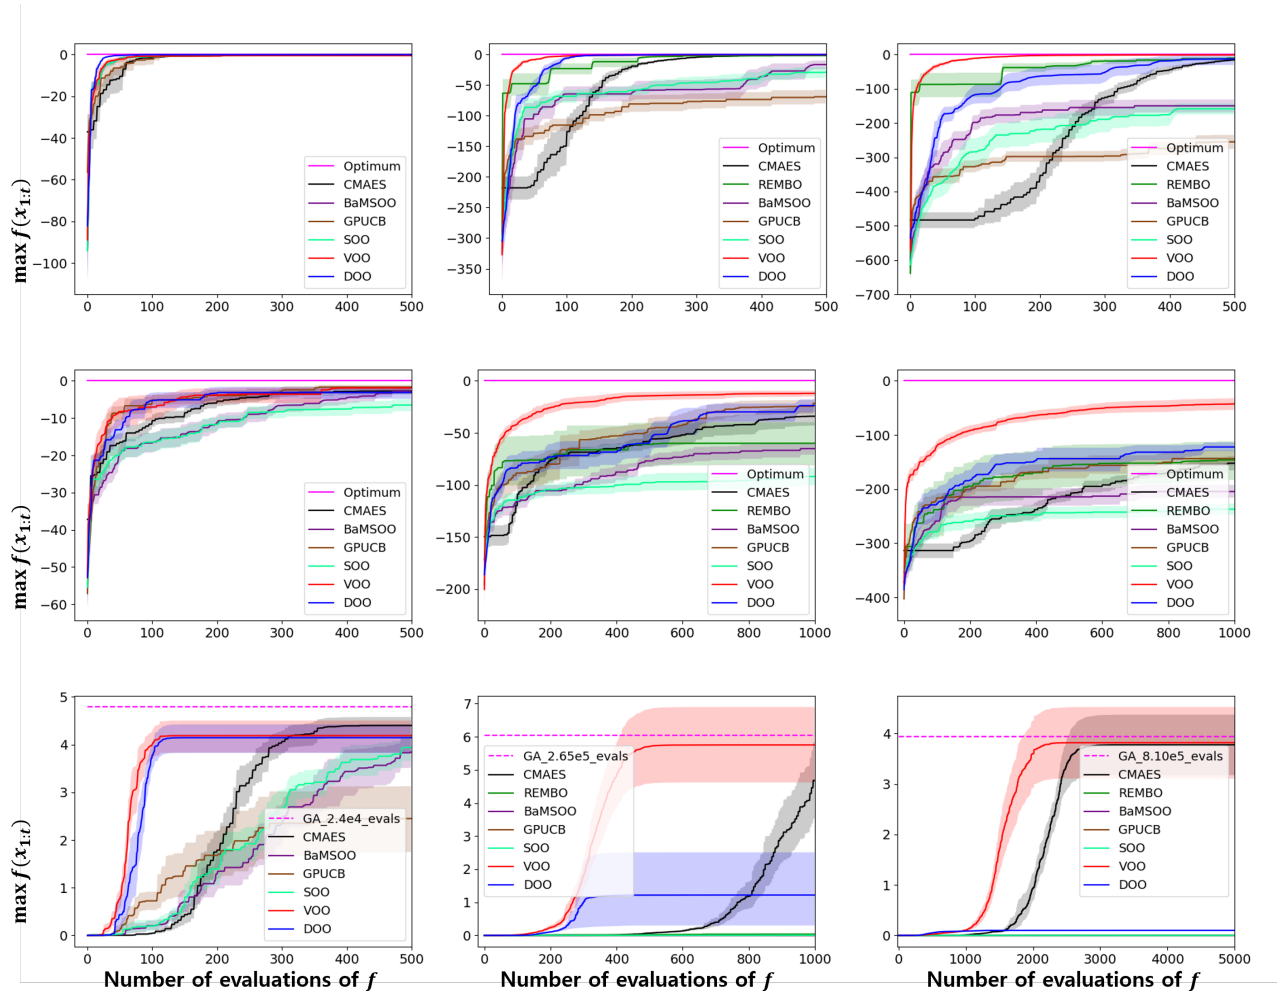 0
−20
−40
−60
−80
−100
0 100 200 300 400 500
max f(x1:t)
Optimum
CMAES
BaMSOO
GPUCB
SOO
VOO
DOO
0
−50
−100
−150
−200
−250
−300
−350
0 100 200 300 400 500
Optimum
CMAES
REMBO
BaMSOO
GPUCB
SOO
VOO
DOO
0
−100
−200
−300
−400
−500
−600
−700
0 100 200 300 400 500
Optimum
CMAES
REMBO
BaMSOO
GPUCB
SOO
VOO
DOO
0
−10
−20
−30
−40
−50
−60
0 100 200 300 400 500
max f(x1:t)
Optimum
CMAES
BaMSOO
GPUCB
SOO
VOO
DOO
0
−50
−100
−150
−200
0 200 400 600 800 1000
Optimum
CMAES
REMBO
BaMSOO
GPUCB
SOO
VOO
DOO
0
−100
−200
−300
−400
0 200 400 600 800 1000
Optimum
CMAES
REMBO
BaMSOO
GPUCB
SOO
VOO
DOO
5
4
3
2
1
0
0 100 200 300 400 500
max f(x1:t)
Number of evaluations of f
GA_2.4e4_evals
CMAES
BaMSOO
GPUCB
SOO
VOO
DOO
7
6
5
4
3
2
1
0
0 200 400 600 800 1000
Number of evaluations of f
GA_2.65e5_evals
CMAES
REMBO
BaMSOO
GPUCB
SOO
VOO
DOO
4
3
2
1
0
0 1000 2000 3000 4000 5000
Number of evaluations of f
GA_8.10e5_evals
CMAES
REMBO
BaMSOO
GPUCB
SOO
VOO
DOO